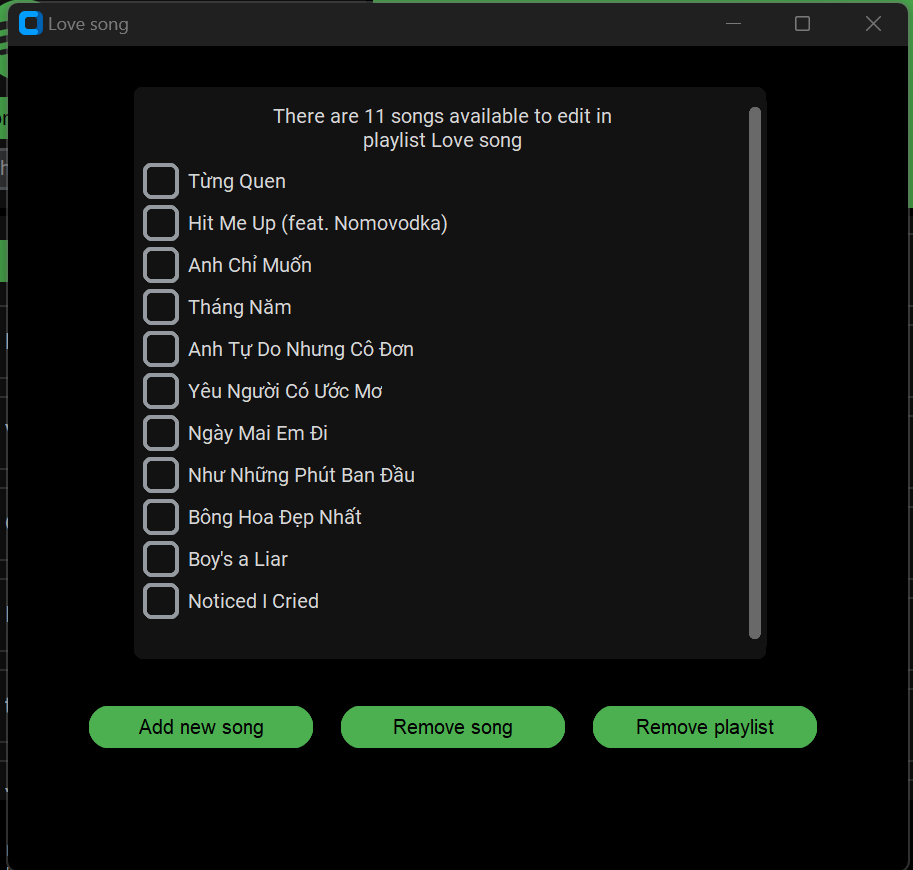 Love song
There are 11 songs available to edit in
playlist Love song
Từng Quen
Hit Me Up (feat. Nomovodka)
Anh Chỉ Muốn
Tháng Năm
Anh Tự Do Nhưng Cô Đơn
Yêu Người Có Ước Mơ
Ngày Mai Em Đi
Như Những Phút Ban Đầu
Bông Hoa Đẹp Nhất
Boy's a Liar
Noticed I Cried
Add new song
Remove song
Remove playlist